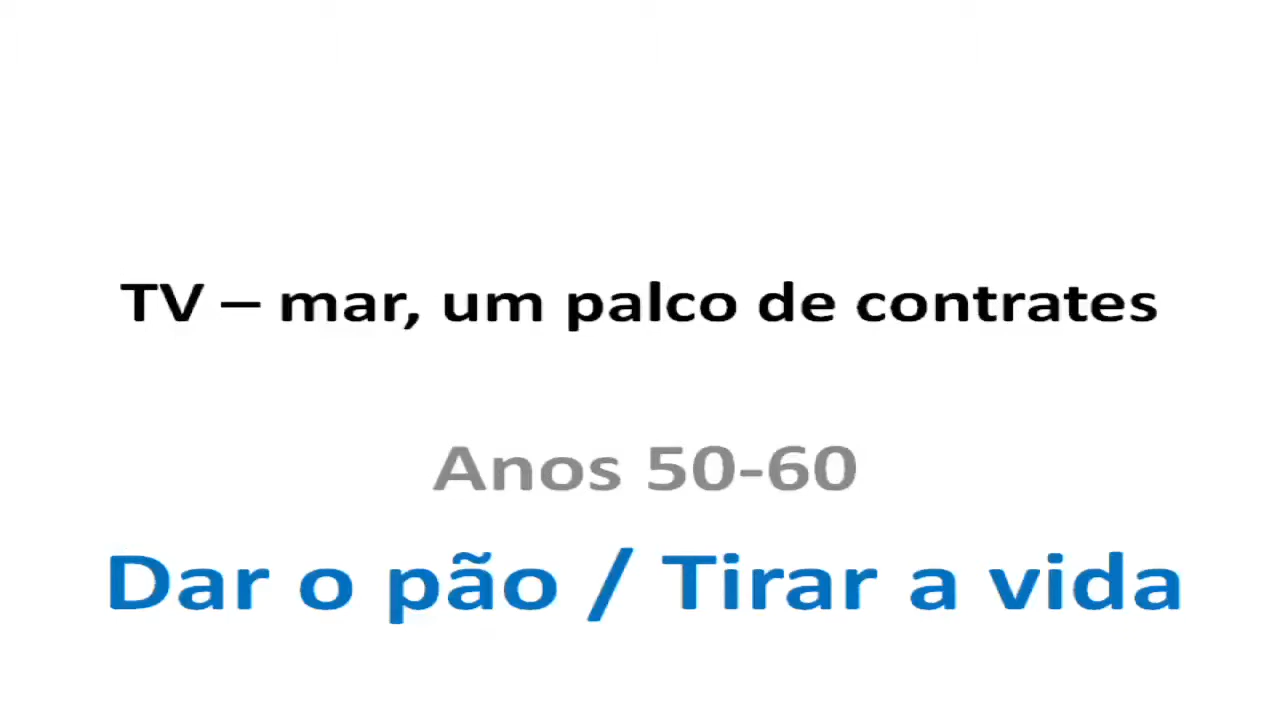 TV – mar, um palco de contrates
Anos 50-60
Dar o pão / Tirar a vida